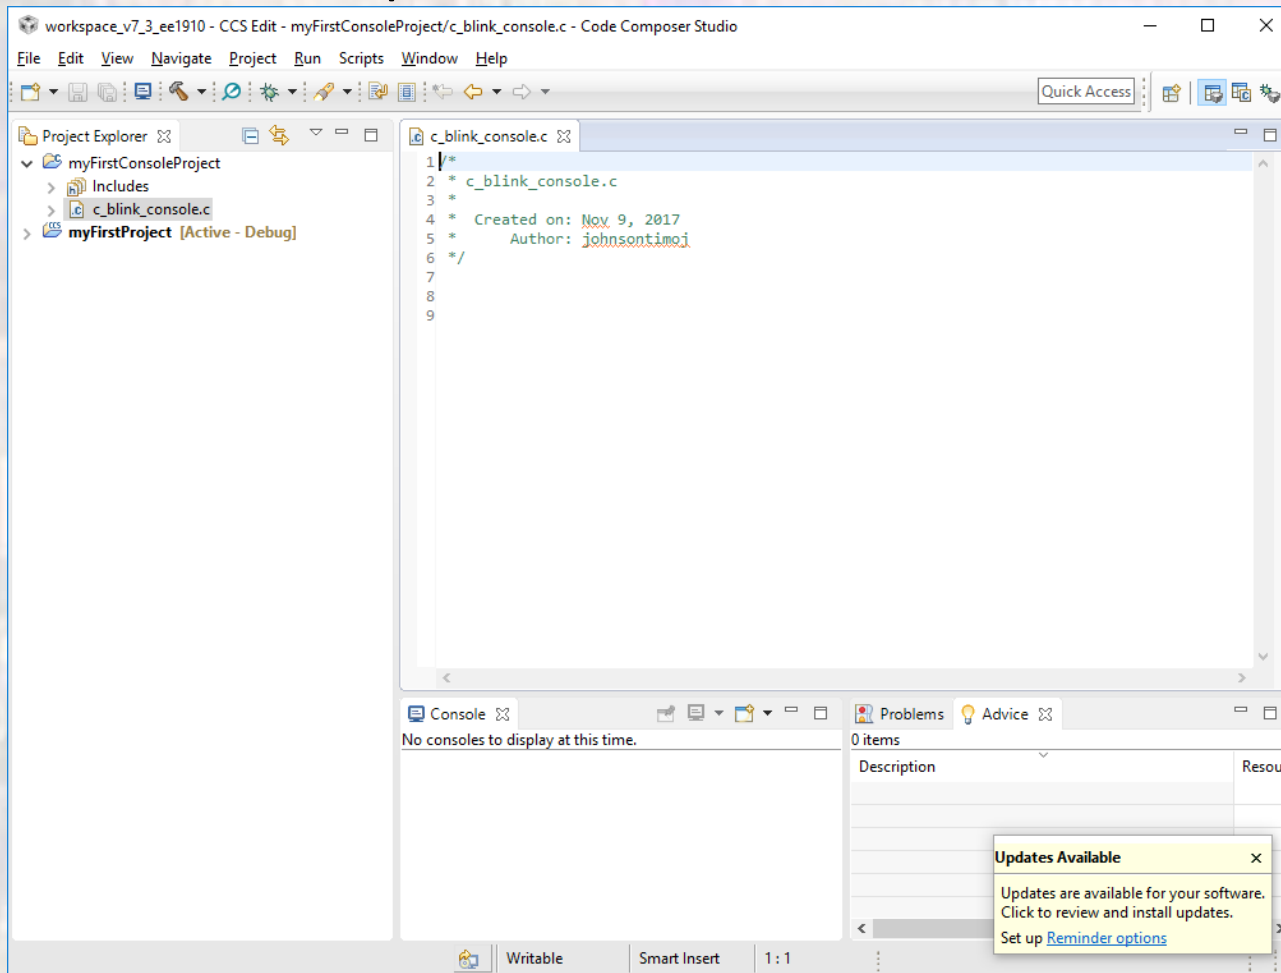 workspace_v7_3_ee1910 - CCS Edit - myFirstConsoleProject/c_blink_console.c - Code Composer Studio
File Edit View Navigate Project Run Scripts Window Help
Quick Access
Project Explorer
myFirstConsoleProject
Includes
c_blink_console.c
myFirstProject [Active - Debug]
c_blink_console.c
1 /*
2 * c_blink_console.c
3 *
4 * Created on: Nov 9, 2017
5 * Author: johnsontimoj
6 */
7
8
9
Console
No consoles to display at this time.
Problems Advice
0 items
Description Resou
Updates Available
Updates are available for your software.
Click to review and install updates.
Set up Reminder options
Writable Smart Insert 1 : 1